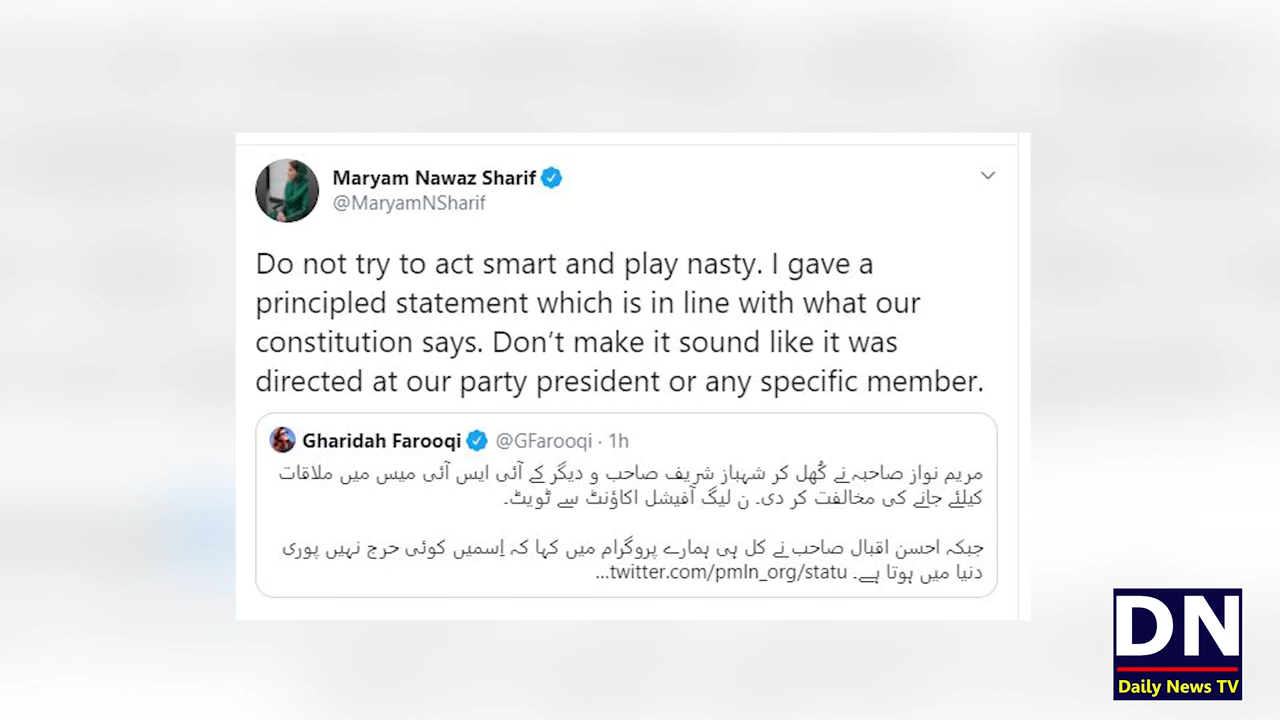 Maryam Nawaz Sharif
@MaryamNSharif
Do not try to act smart and play nasty. I gave a
principled statement which is in line with what our
constitution says. Don’t make it sound like it was
directed at our party president or any specific member.
Gharidah Farooqi @GFarooqi · 1h
مریم نواز صاحبہ نے کُھل کر شہباز شریف صاحب و دیگر کے آئی ایس آئی میس میں ملاقات
کیلئے جانے کی مخالفت کر دی۔ ن لیگ آفیشل اکاؤنٹ سے ٹویٹ۔
جبکہ احسن اقبال صاحب نے کل ہی ہمارے پروگرام میں کہا کہ اِسمیں کوئی حرج نہیں پوری
دنیا میں ہوتا ہے۔ twitter.com/pmln_org/statu…
DN
Daily News TV